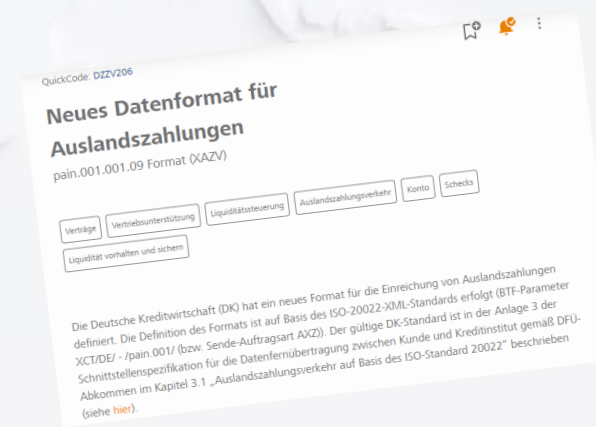 QuickCode: DZZV206
Neues Datenformat für
Auslandszahlungen
pain.001.001.09 Format (XAZV)
Verträge Vertriebsunterstützung Liquiditätssteuerung Auslandszahlungsverkehr Konto Schecks
Liquidität vorhalten und sichern
Die Deutsche Kreditwirtschaft (DK) hat ein neues Format für die Einreichung von Auslandszahlungen
definiert. Die Definition des Formats ist auf Basis des ISO-20022-XML-Standards erfolgt (BTF-Parameter
XCT/DE/ - /pain.001/ (bzw. Sende-Auftragsart AXZ)). Der gültige DK-Standard ist in der Anlage 3 der
Schnittstellenspezifikation für die Datenfernübertragung zwischen Kunde und Kreditinstitut gemäß DFÜ-
Abkommen im Kapitel 3.1 „Auslandszahlungsverkehr auf Basis des ISO-Standard 20022“ beschrieben
(siehe hier).